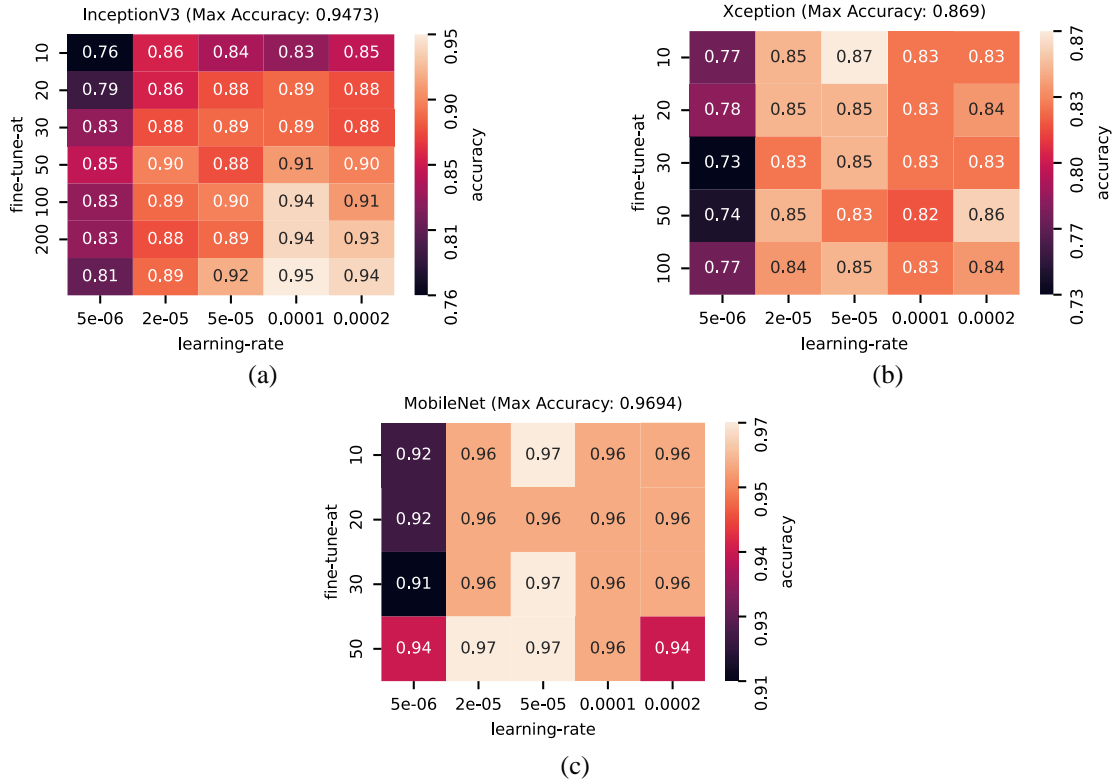 InceptionV3 (Max Accuracy: 0.9473)
10 0.76 0.86 0.84 0.83 0.85
20 0.79 0.86 0.88 0.89 0.88
30 0.83 0.88 0.89 0.89 0.88
50 0.85 0.90 0.88 0.91 0.90
100 0.83 0.89 0.90 0.94 0.91
200 0.83 0.88 0.89 0.94 0.93
0.81 0.89 0.92 0.95 0.94
fine-tune-at
5e-06 2e-05 5e-05 0.0001 0.0002
learning-rate
0.95
0.90
0.85
0.81
0.76
accuracy
(a)
Xception (Max Accuracy: 0.869)
10 0.77 0.85 0.87 0.83 0.83
20 0.78 0.85 0.85 0.83 0.84
30 0.73 0.83 0.85 0.83 0.83
50 0.74 0.85 0.83 0.82 0.86
100 0.77 0.84 0.85 0.83 0.84
fine-tune-at
5e-06 2e-05 5e-05 0.0001 0.0002
learning-rate
0.87
0.83
0.80
0.77
0.73
accuracy
(b)
MobileNet (Max Accuracy: 0.9694)
10 0.92 0.96 0.97 0.96 0.96
20 0.92 0.96 0.96 0.96 0.96
30 0.91 0.96 0.97 0.96 0.96
50 0.94 0.97 0.97 0.96 0.94
fine-tune-at
5e-06 2e-05 5e-05 0.0001 0.0002
learning-rate
0.97
0.95
0.94
0.93
0.91
accuracy
(c)